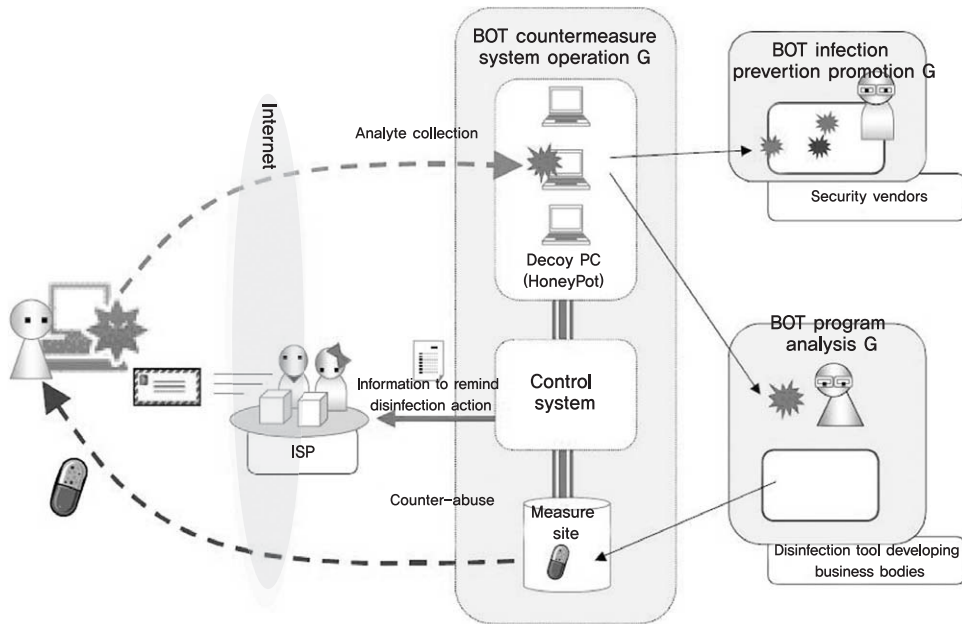 BOT countermeasure
system operation G
BOT infection
prevertion promotion G
Internet
Analyte collection
Security vendors
Decoy PC
(HoneyPot)
BOT program
analysis G
Information to remind
disinfection action
Control
system
ISP
Counter-abuse
Measure
site
Disinfection tool developing
business bodies